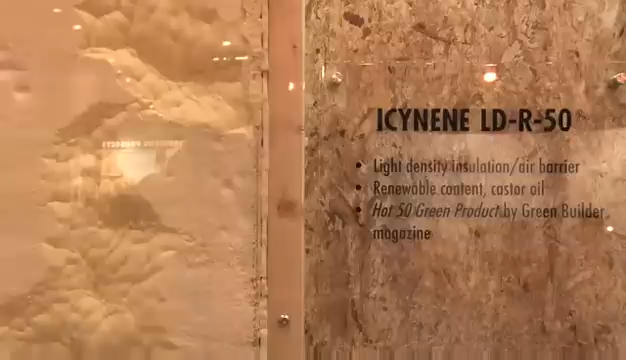 ICYNENE LD-R-50
• Light density insulation/air barrier
• Renewable content, castor oil
• Hot 50 Green Product by Green Builder
magazine